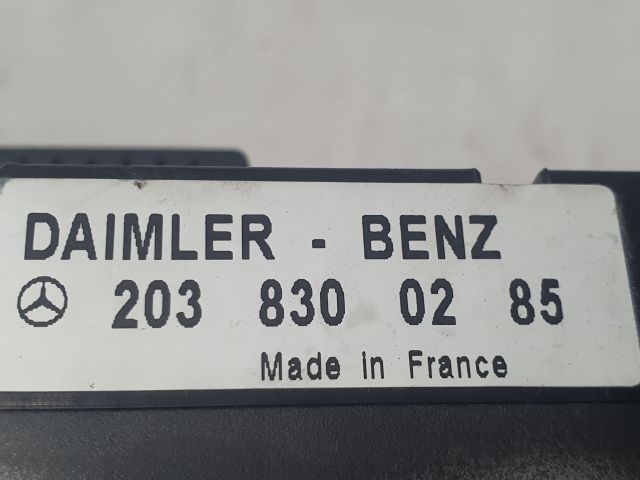 DAIMLER - BENZ
203 830 02 85
Made in France